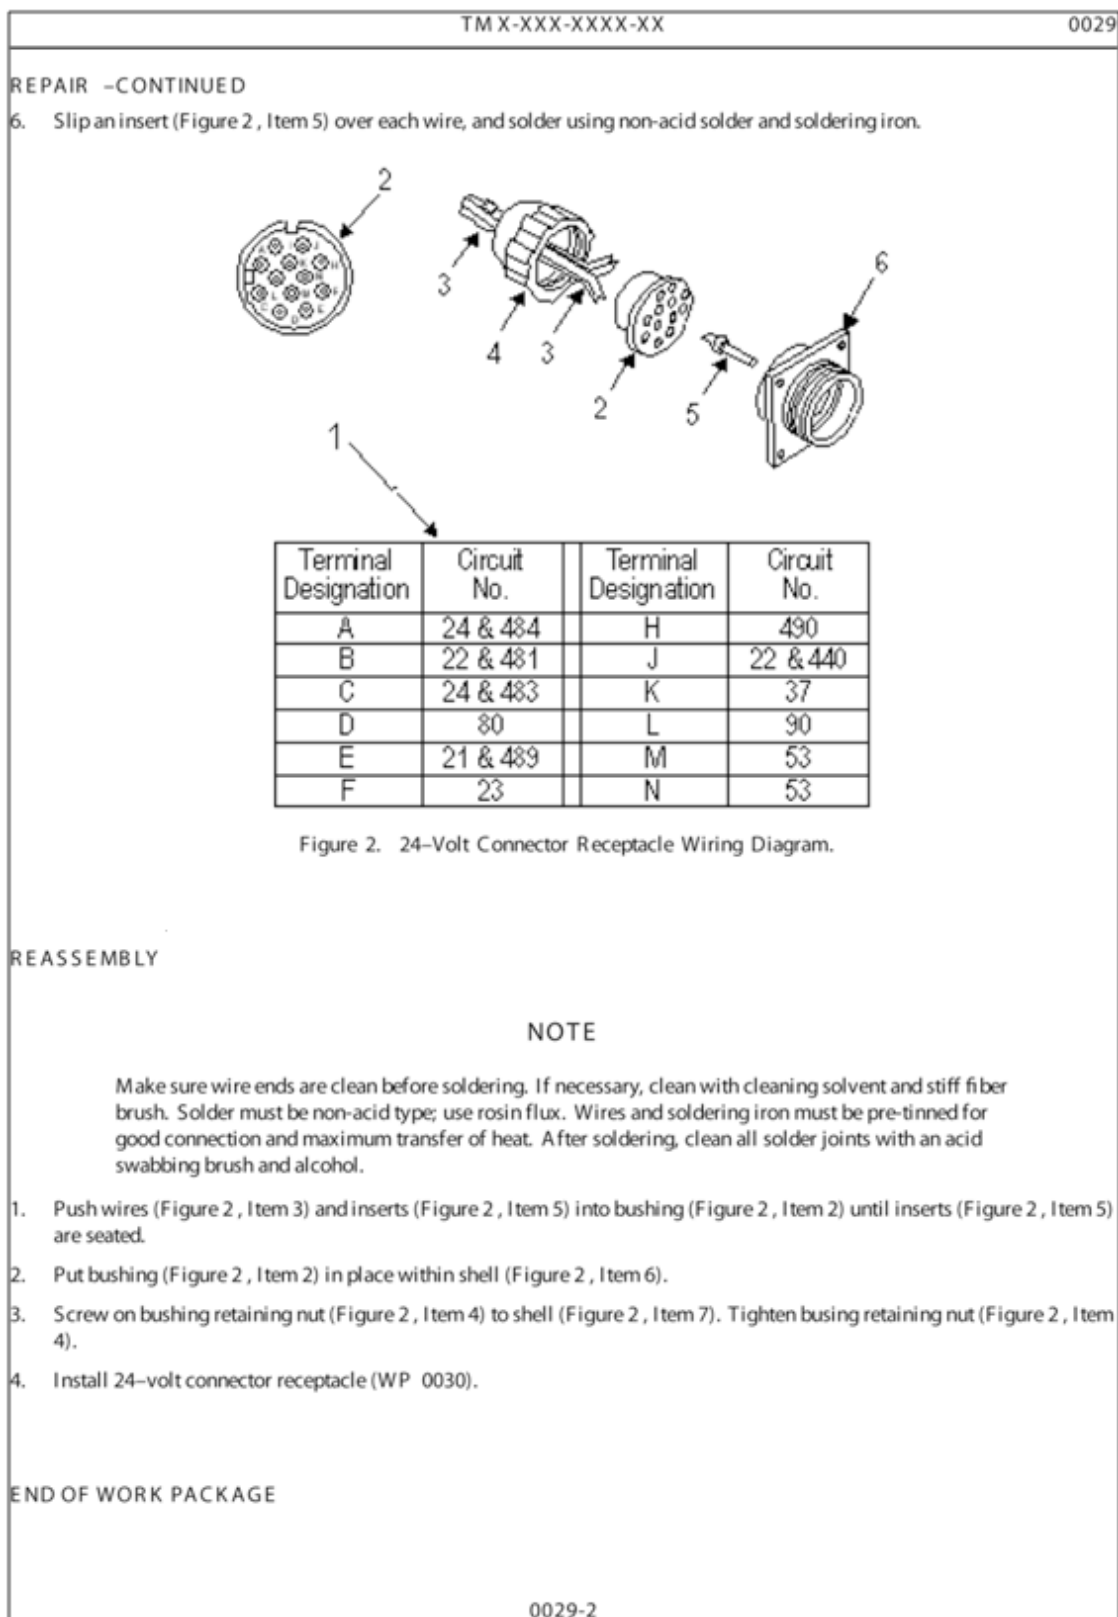 TM X-XXX-XXXX-XX 0029
REPAIR –CONTINUED
6. Slip an insert (Figure 2, Item 5) over each wire, and solder using non-acid solder and soldering iron.
2
3
4
3
2
5
6
1
A J H K N L M F C D E
Terminal Designation Circuit No. Terminal Designation Circuit No.
A 24 & 484 H 490
B 22 & 481 J 22 & 440
C 24 & 483 K 37
D 80 L 90
E 21 & 489 M 53
F 23 N 53
Figure 2. 24–Volt Connector Receptacle Wiring Diagram.
REASSEMBLY
NOTE
Make sure wire ends are clean before soldering. If necessary, clean with cleaning solvent and stiff fiber
brush. Solder must be non-acid type; use rosin flux. Wires and soldering iron must be pre-tinned for
good connection and maximum transfer of heat. After soldering, clean all solder joints with an acid
swabbing brush and alcohol.
1. Push wires (Figure 2, Item 3) and inserts (Figure 2, Item 5) into bushing (Figure 2, Item 2) until inserts (Figure 2, Item 5)
are seated.
2. Put bushing (Figure 2, Item 2) in place within shell (Figure 2, Item 6).
3. Screw on bushing retaining nut (Figure 2, Item 4) to shell (Figure 2, Item 7). Tighten busing retaining nut (Figure 2, Item
4).
4. Install 24–volt connector receptacle (WP 0030).
END OF WORK PACKAGE
0029-2